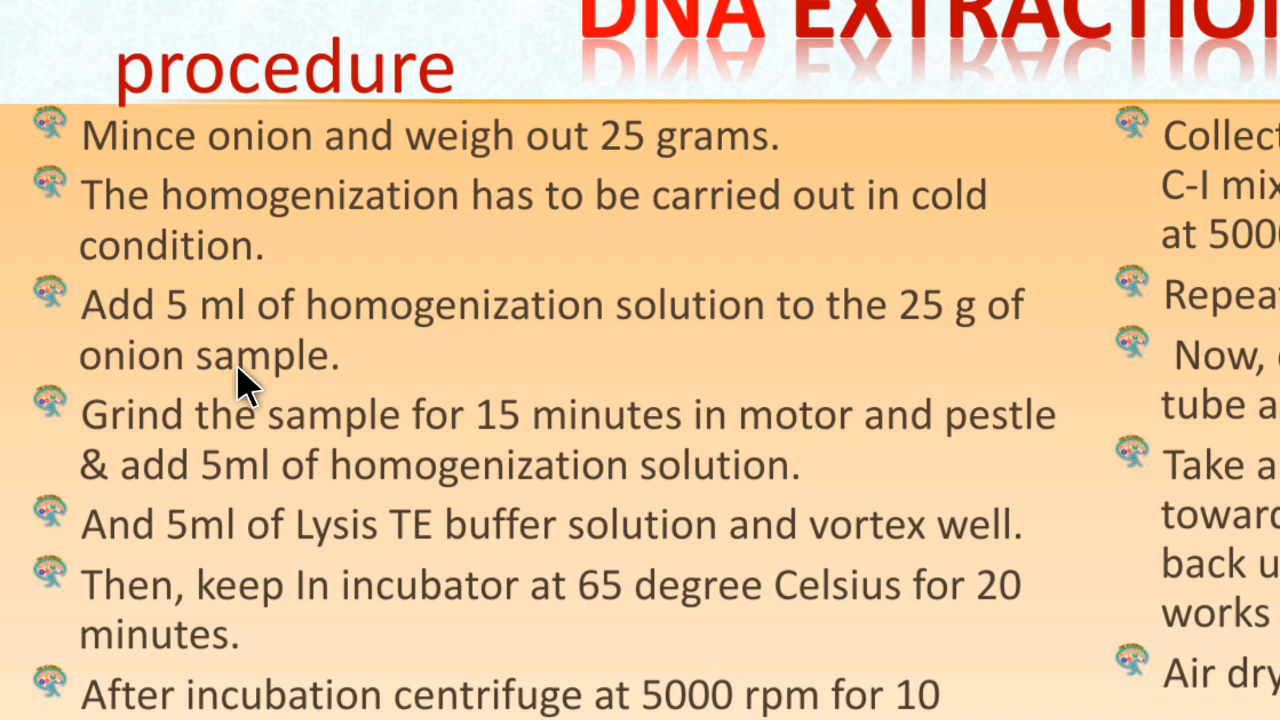 DNA EXTRACTION
procedure
Mince onion and weigh out 25 grams.
The homogenization has to be carried out in cold
condition.
Add 5 ml of homogenization solution to the 25 g of
onion sample.
Grind the sample for 15 minutes in motor and pestle
& add 5ml of homogenization solution.
And 5ml of Lysis TE buffer solution and vortex well.
Then, keep In incubator at 65 degree Celsius for 20
minutes.
After incubation centrifuge at 5000 rpm for 10
Collect
C-I mix
at 500
Repeat
Now,
tube a
Take a
toward
back u
works
Air dry